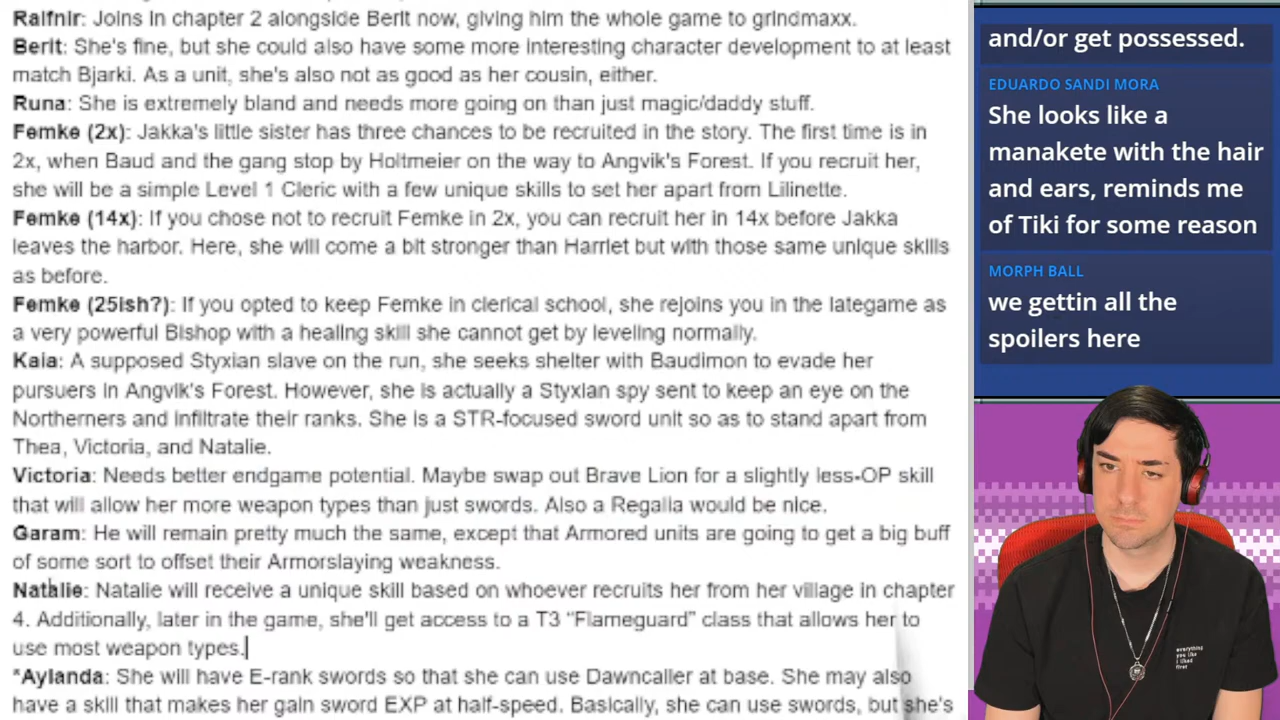 Ralfnir: Joins in chapter 2 alongside Berit now, giving him the whole game to grindmaxx.
Berit: She's fine, but she could also have some more interesting character development to at least
match Bjarki. As a unit, she's also not as good as her cousin, either.
Runa: She is extremely bland and needs more going on than just magic/daddy stuff.
Femke (2x): Jakka's little sister has three chances to be recruited in the story. The first time is in
2x, when Baud and the gang stop by Holtmeier on the way to Angvik's Forest. If you recruit her,
she will be a simple Level 1 Cleric with a few unique skills to set her apart from Lilinette.
Femke (14x): If you chose not to recruit Femke in 2x, you can recruit her in 14x before Jakka
leaves the harbor. Here, she will come a bit stronger than Harriet but with those same unique skills
as before.
Femke (25ish?): If you opted to keep Femke in clerical school, she rejoins you in the lategame as
a very powerful Bishop with a healing skill she cannot get by leveling normally.
Kaia: A supposed Styxian slave on the run, she seeks shelter with Baudimon to evade her
pursuers in Angvik's Forest. However, she is actually a Styxian spy sent to keep an eye on the
Northerners and infiltrate their ranks. She is a STR-focused sword unit so as to stand apart from
Thea, Victoria, and Natalie.
Victoria: Needs better endgame potential. Maybe swap out Brave Lion for a slightly less-OP skill
that will allow her more weapon types than just swords. Also a Regalia would be nice.
Garam: He will remain pretty much the same, except that Armored units are going to get a big buff
of some sort to offset their Armorslaying weakness.
Natalie: Natalie will receive a unique skill based on whoever recruits her from her village in chapter
4. Additionally, later in the game, she'll get access to a T3 "Flameguard" class that allows her to
use most weapon types.
*Aylanda: She will have E-rank swords so that she can use Dawncaller at base. She may also
have a skill that makes her gain sword EXP at half-speed. Basically, she can use swords, but she's
and/or get possessed.
EDUARDO SANDI MORA
She looks like a
manakete with the hair
and ears, reminds me
of Tiki for some reason
MORPH BALL
we gettin all the
spoilers here
everything
you like
i liked
first